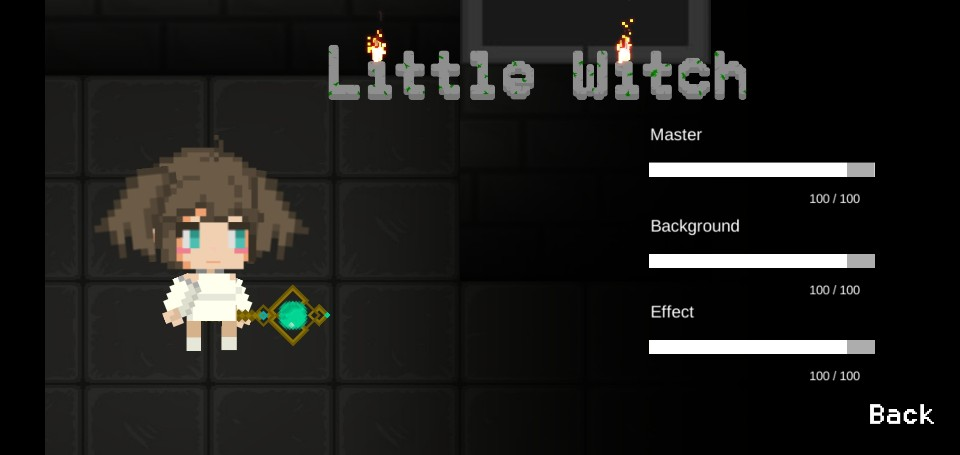 Little Witch
Master
100 / 100
Background
100 / 100
Effect
100 / 100
Back